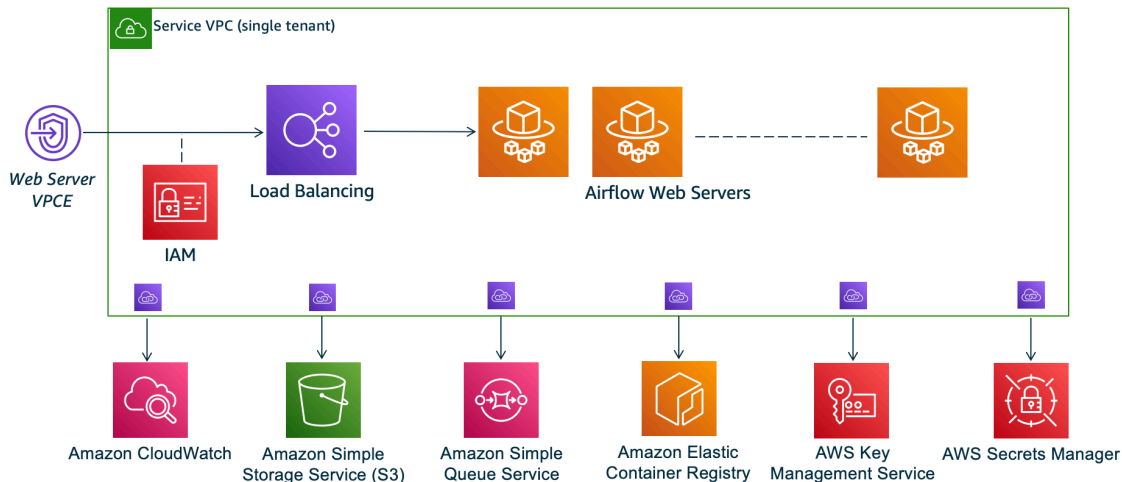 Service VPC (single tenant)
Web Server
VPCE
Load Balancing
Airflow Web Servers
IAM
Amazon CloudWatch
Amazon Simple
Storage Service (S3)
Amazon Simple
Queue Service
Amazon Elastic
Container Registry
AWS Key
Management Service
AWS Secrets Manager